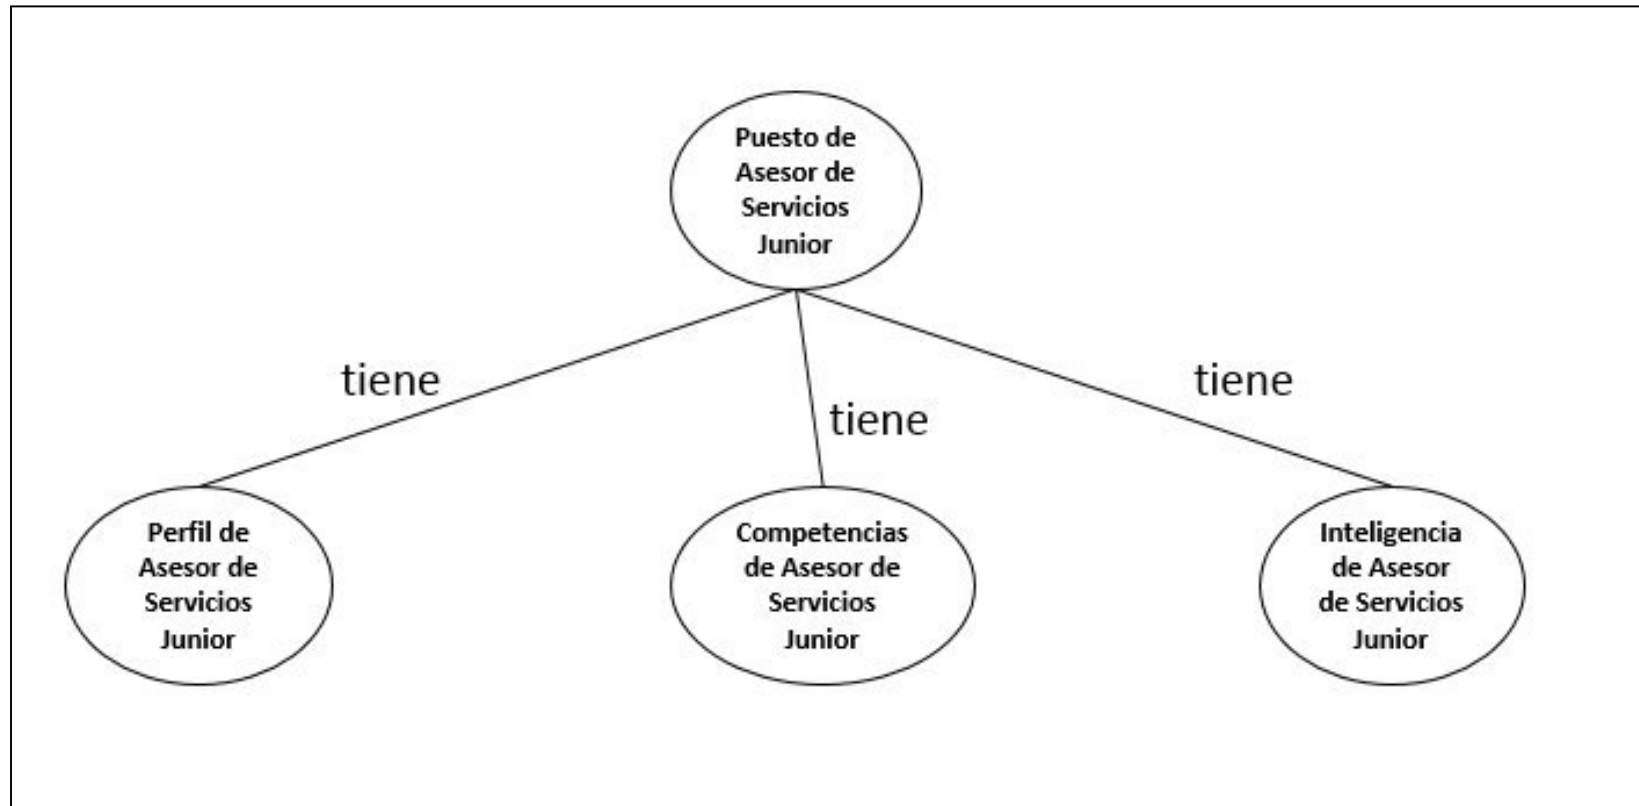 Puesto de
Asesor de
Servicios
Junior
tiene
tiene
tiene
Perfil de
Asesor de
Servicios
Junior
Competencias
de Asesor de
Servicios
Junior
Inteligencia
de Asesor
de Servicios
Junior